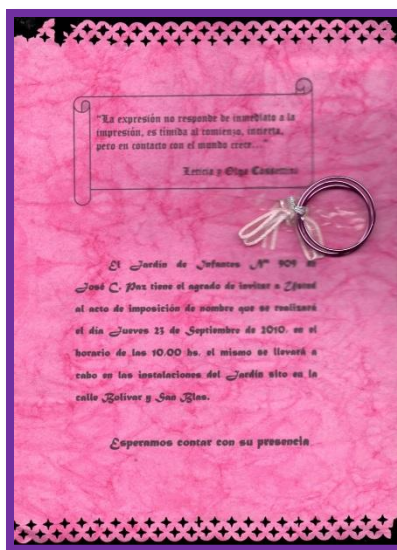 "La expresión no responde de inmediato a la
impresión, es tímida al comienzo, incierta,
pero en contacto con el mundo crece..."
Leticia y Olga Cossettini
El Jardín de Infantes Nº 909 de
José C. Paz tiene el agrado de invitar a Usted
al acto de imposición de nombre que se realizará
el día Jueves 23 de Septiembre de 2010, en el
horario de las 10.00 hs. el mismo se llevará a
cabo en las instalaciones del Jardín sito en la
calle Bolívar y San Blas.
Esperamos contar con su presencia